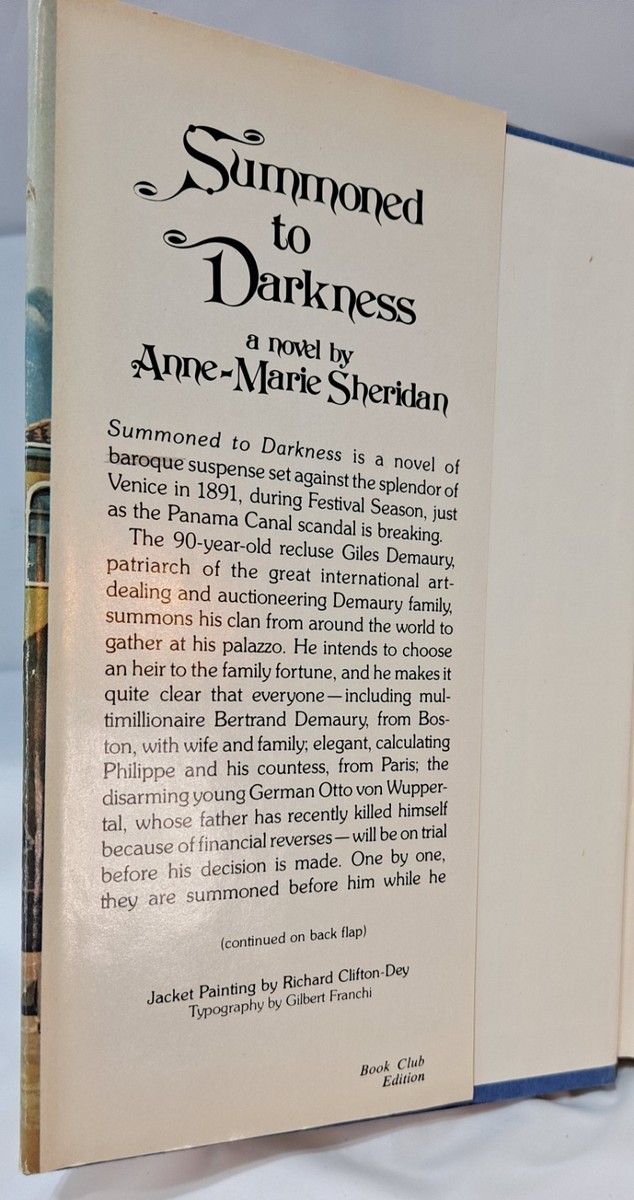 Summoned
to
Darkness
a novel by
Anne-Marie Sheridan
Summoned to Darkness is a novel of
baroque suspense set against the splendor of
Venice in 1891, during Festival Season, just
as the Panama Canal scandal is breaking.
The 90-year-old recluse Giles Demaury,
patriarch of the great international art-
dealing and auctioneering Demaury family,
summons his clan from around the world to
gather at his palazzo. He intends to choose
an heir to the family fortune, and he makes it
quite clear that everyone—including mul-
timillionaire Bertrand Demaury, from Bos-
ton, with wife and family; elegant, calculating
Philippe and his countess, from Paris; the
disarming young German Otto von Wupper-
tal, whose father has recently killed himself
because of financial reverses—will be on trial
before his decision is made. One by one,
they are summoned before him while he
(continued on back flap)
Jacket Painting by Richard Clifton-Dey
Typography by Gilbert Franchi
Book Club
Edition